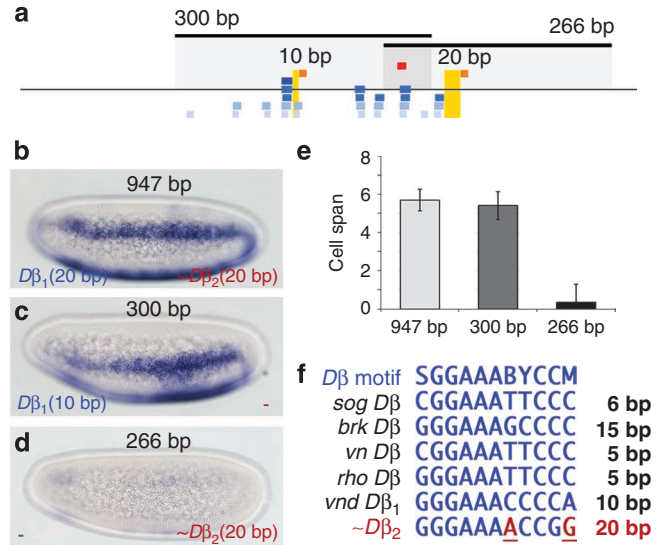 a
300 bp
266 bp
10 bp
20 bp
b
947 bp
Dβ1(20 bp)
~Dβ2(20 bp)
c
300 bp
Dβ1(10 bp)
-
d
266 bp
-
~Dβ2(20 bp)
e
Cell span
8
6
4
2
0
947 bp
300 bp
266 bp
f
Dβ motif SGGAAABYCCM
sog Dβ CGGAAATTCCC 6 bp
brk Dβ GGGAAAGCCCC 15 bp
vn Dβ CGGAAATTCCC 5 bp
rho Dβ GGGAAATTCCC 5 bp
vnd Dβ1 GGGAAACCCCA 10 bp
~Dβ2 GGGAAAACCGG 20 bp